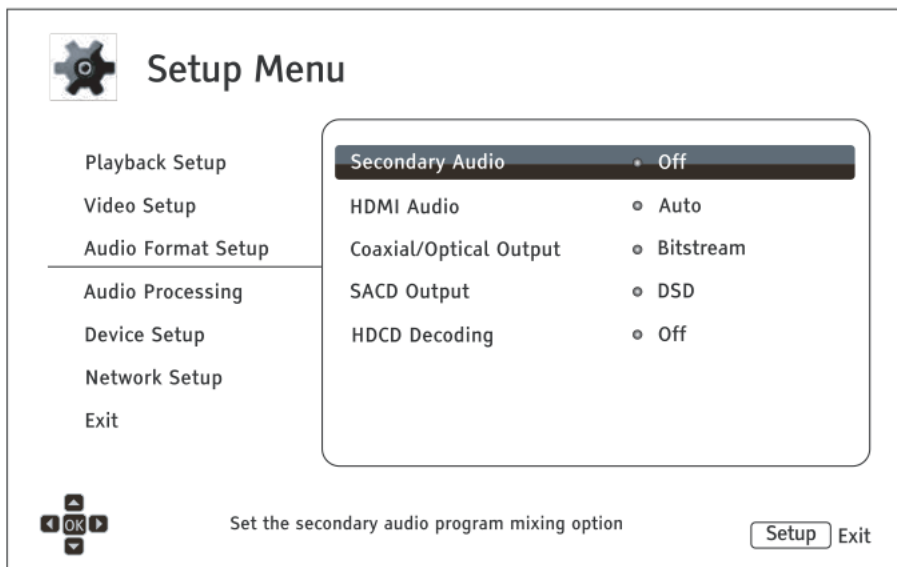 Setup Menu
Playback Setup
Video Setup
Audio Format Setup
Audio Processing
Device Setup
Network Setup
Exit
Secondary Audio Off
HDMI Audio Auto
Coaxial/Optical Output Bitstream
SACD Output DSD
HDCD Decoding Off
OK
Set the secondary audio program mixing option
Setup Exit